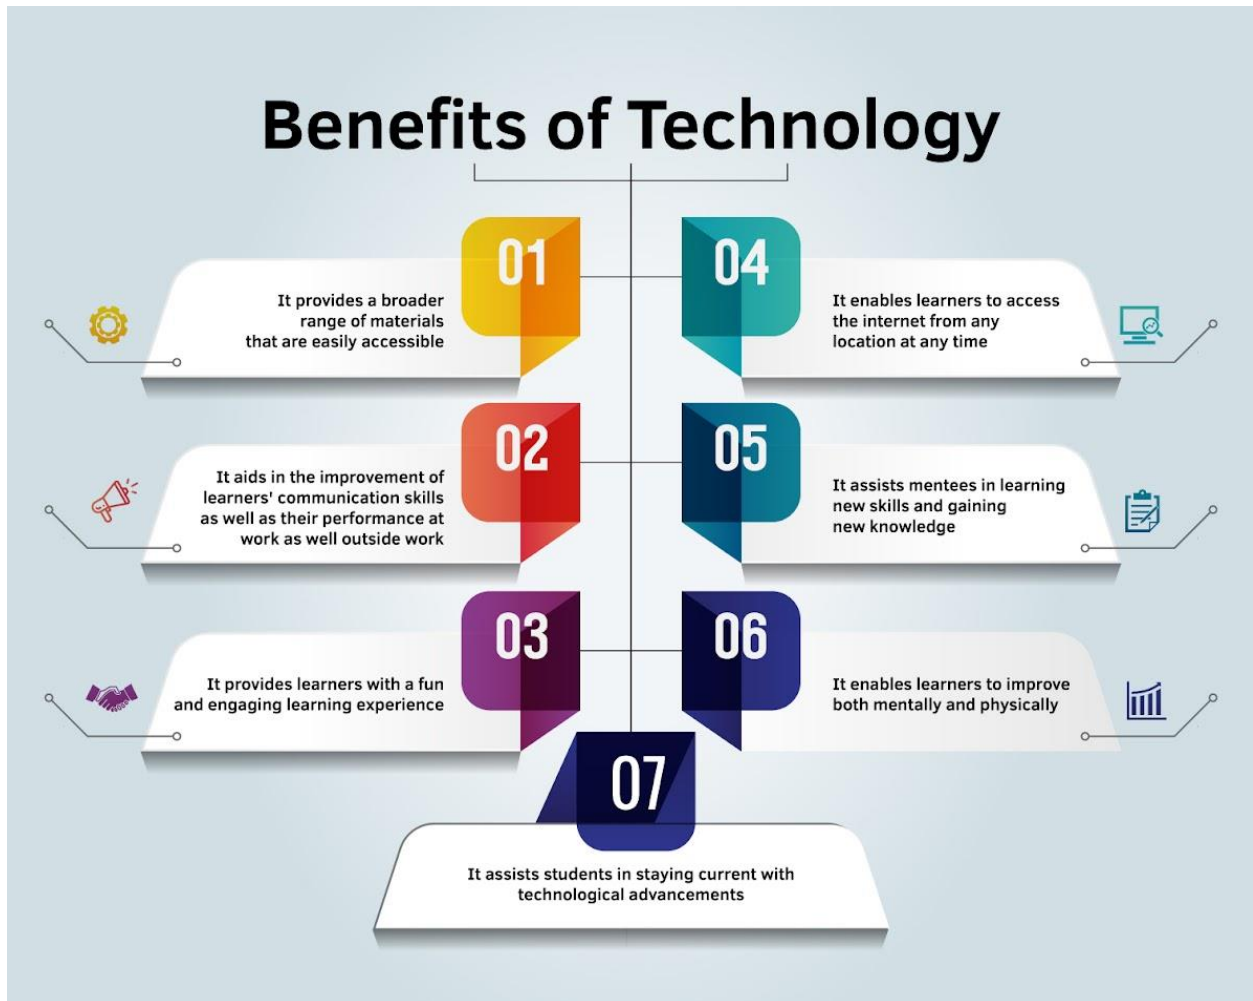 Benefits of Technology
01
It provides a broader
range of materials
that are easily accessible
02
It aids in the improvement of
learners' communication skills
as well as their performance at
work as well outside work
03
It provides learners with a fun
and engaging learning experience
04
It enables learners to access
the internet from any
location at any time
05
It assists mentees in learning
new skills and gaining
new knowledge
06
It enables learners to improve
both mentally and physically
07
It assists students in staying current with
technological advancements